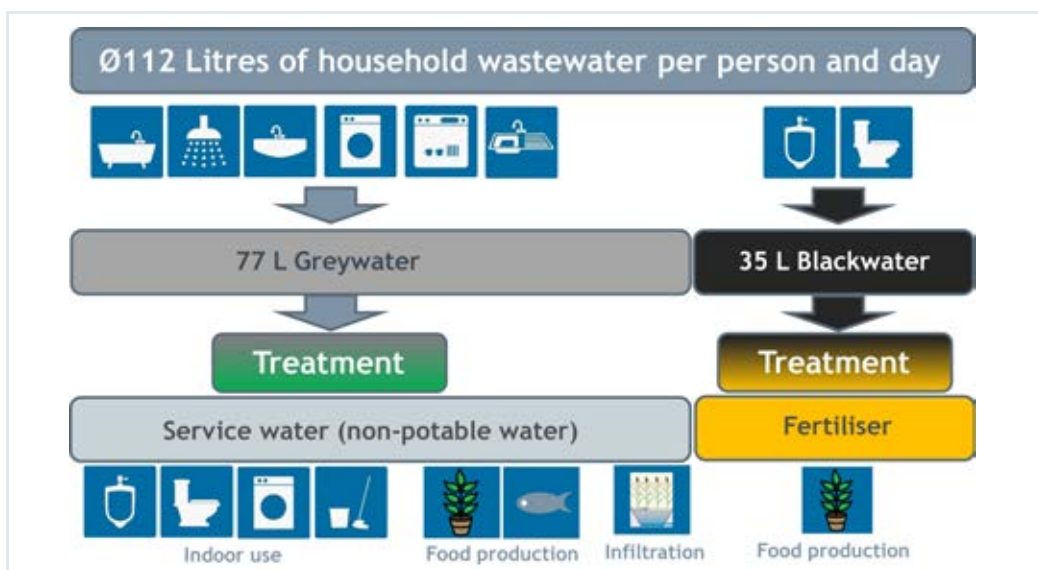 Ø112 Litres of household wastewater per person and day
77 L Greywater
35 L Blackwater
Treatment
Treatment
Service water (non-potable water)
Fertiliser
Indoor use
Food production
Infiltration
Food production